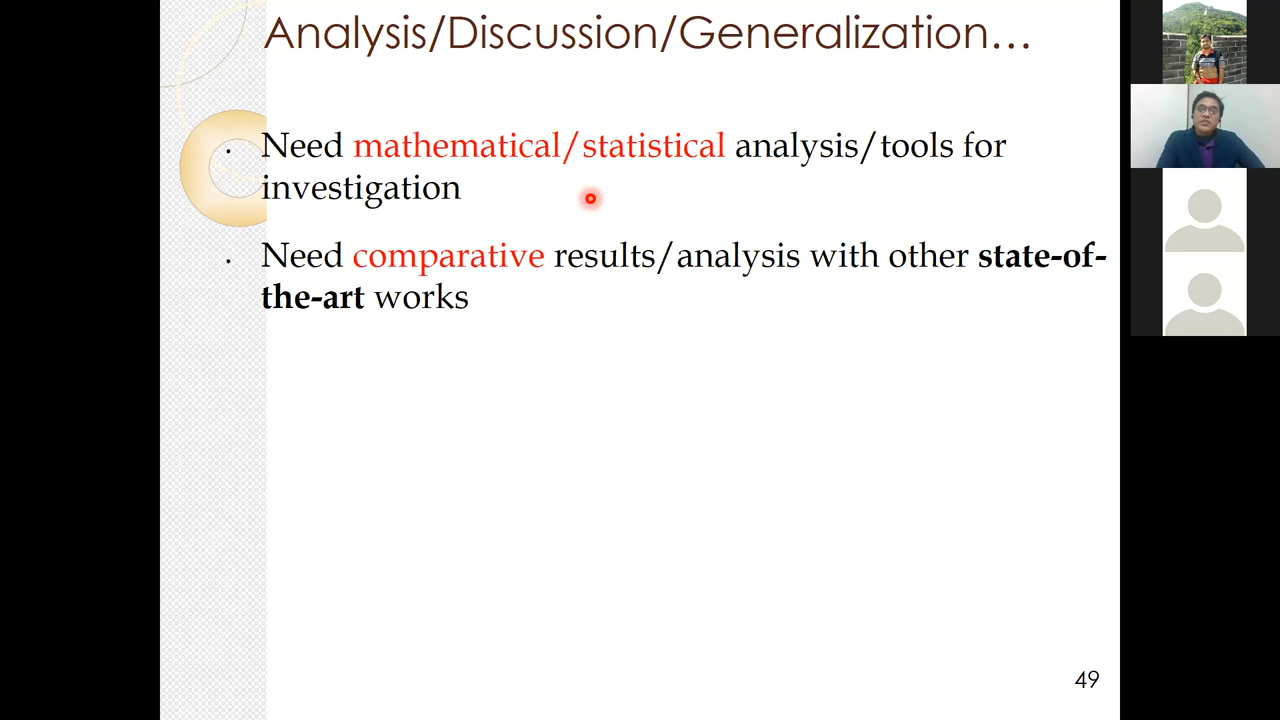 Analysis/Discussion/Generalization…
· Need mathematical/statistical analysis/tools for
investigation
· Need comparative results/analysis with other state-of-
the-art works
49